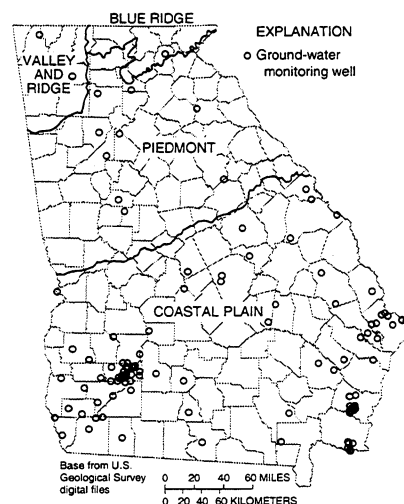 BLUE RIDGE
EXPLANATION
Ground-water
monitoring well
VALLEY
AND
RIDGE
PIEDMONT
COASTAL PLAIN
Base from U.S.
Geological Survey
digital files
0 20 40 60 MILES
0 20 40 60 KILOMETERS